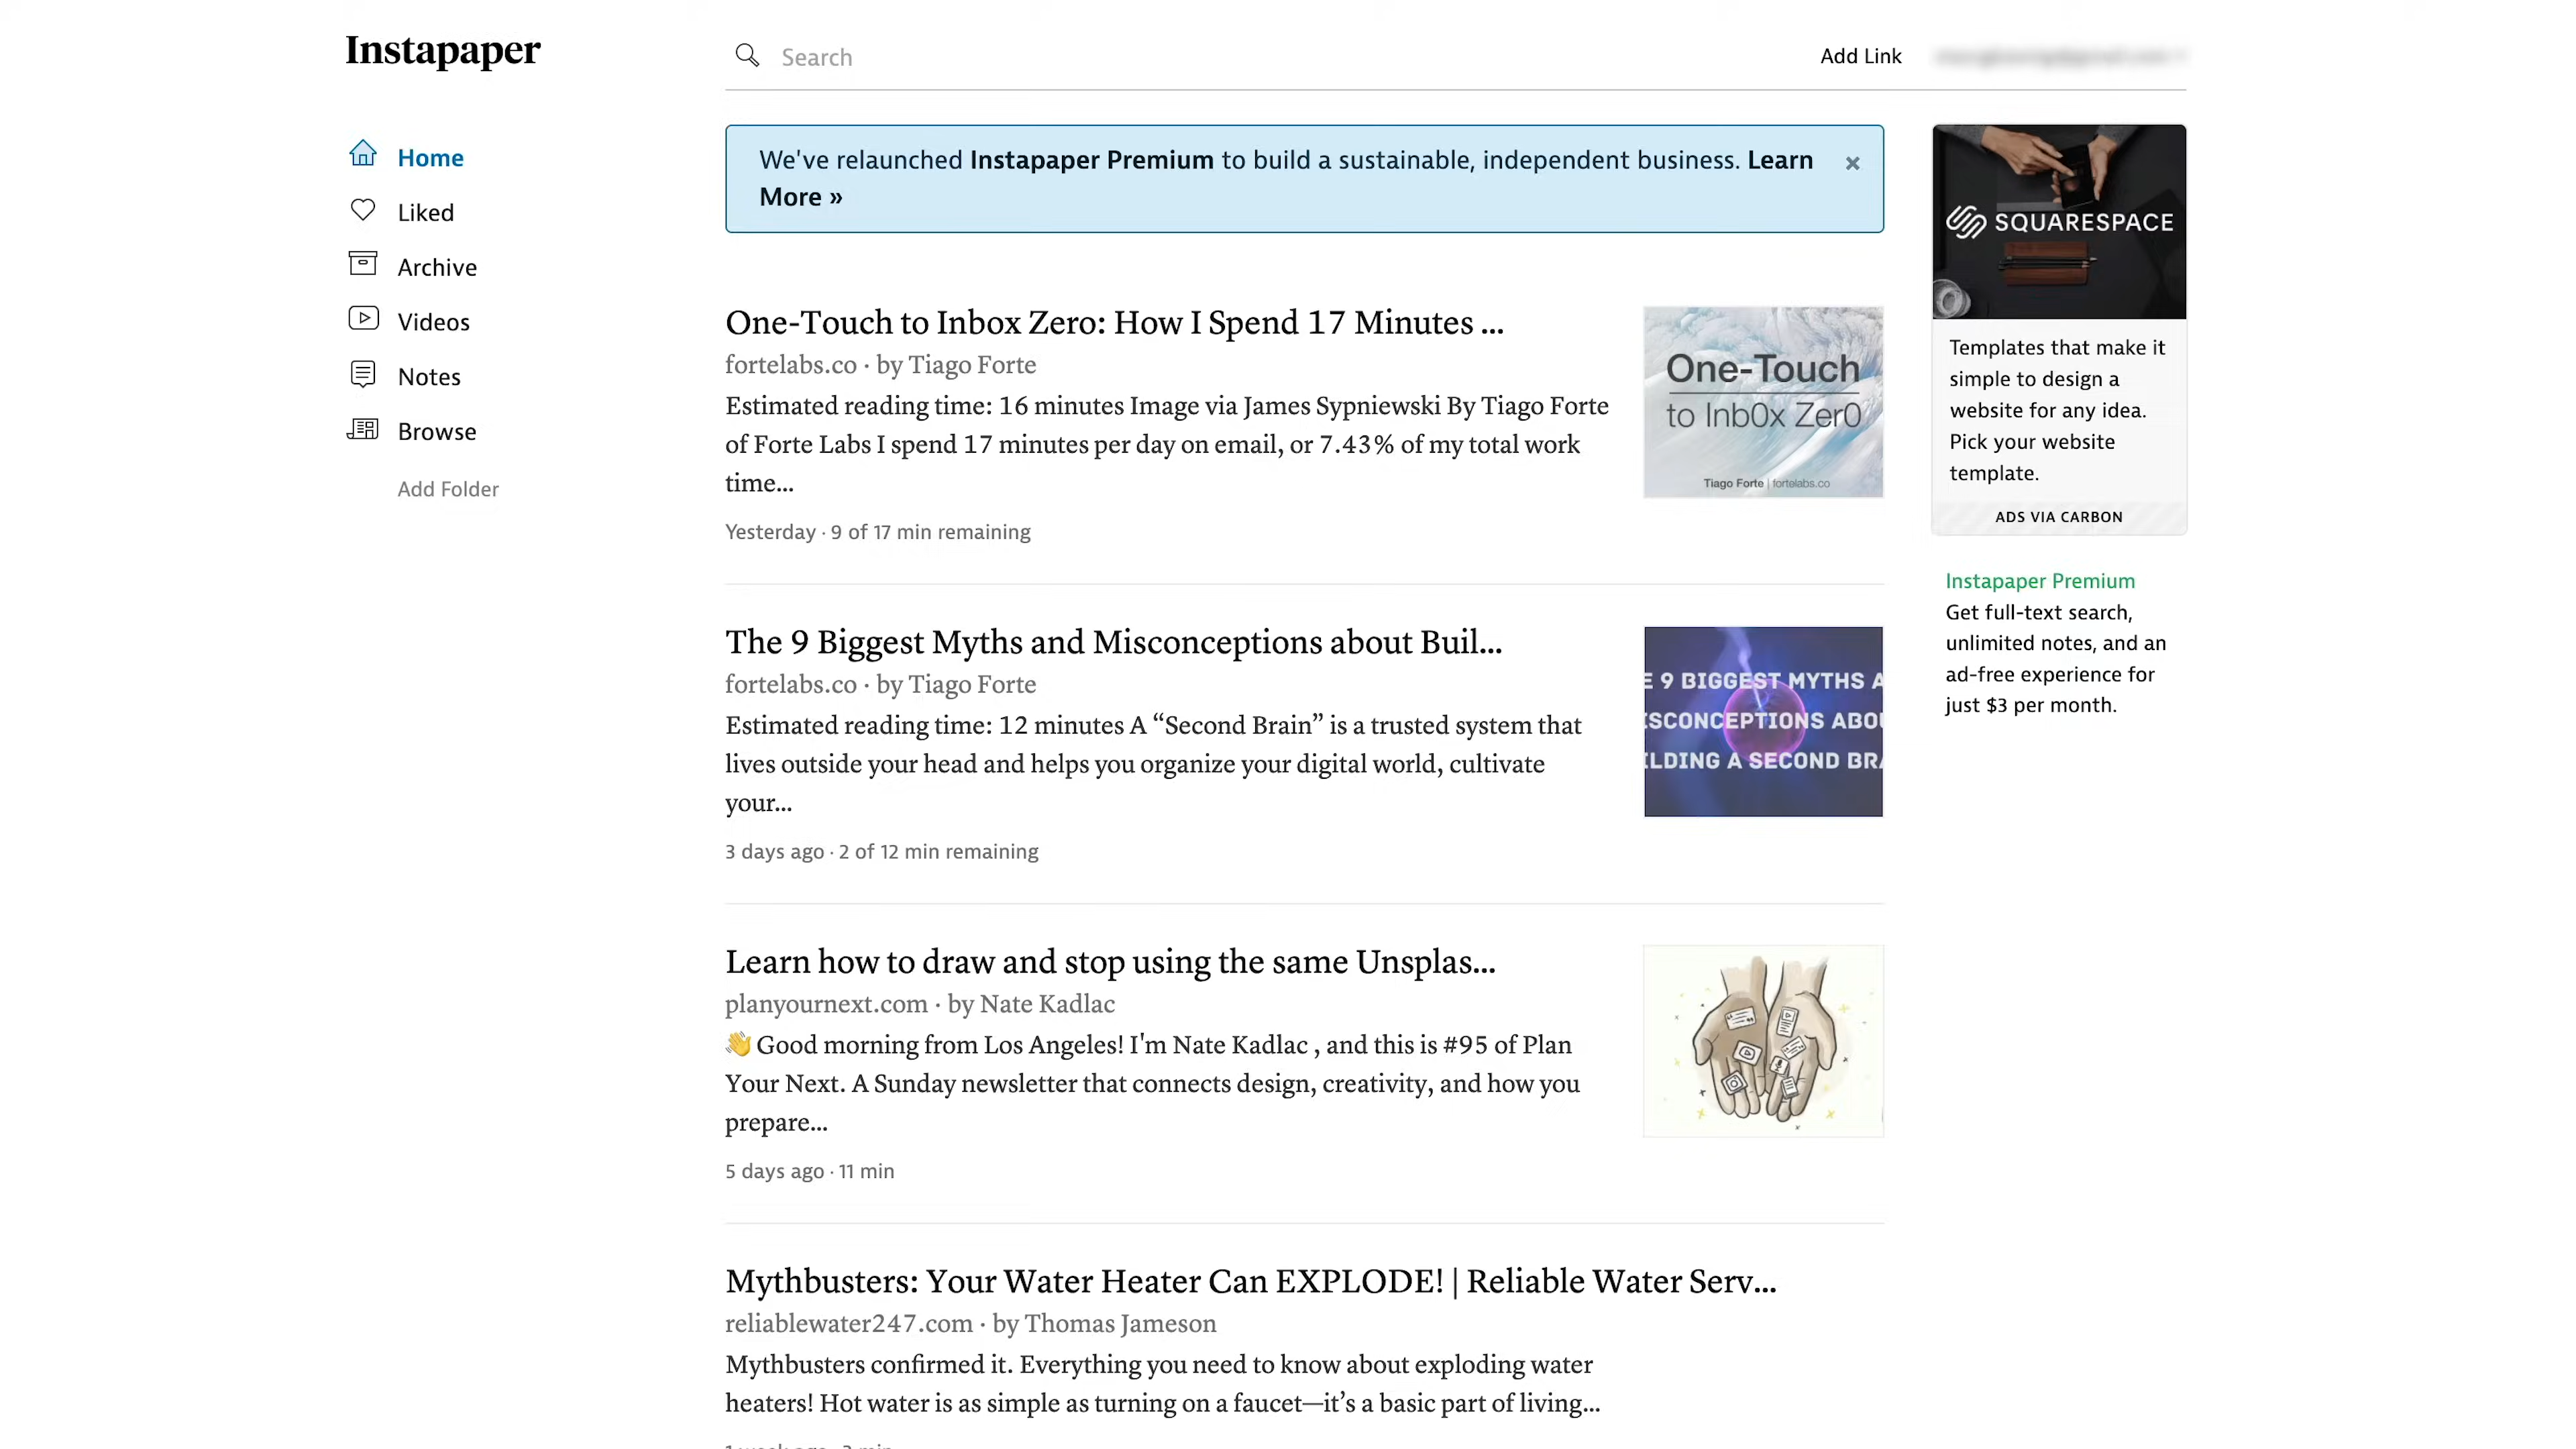 Instapaper
Search
Add Link
Home
Liked
Archive
Videos
Notes
Browse
Add Folder
We've relaunched Instapaper Premium to build a sustainable, independent business. Learn
More »
×
One-Touch to Inbox Zero: How I Spend 17 Minutes ...
fortelabs.co · by Tiago Forte
Estimated reading time: 16 minutes Image via James Sypniewski By Tiago Forte
of Forte Labs I spend 17 minutes per day on email, or 7.43% of my total work
time...
Yesterday · 9 of 17 min remaining
One-Touch
to Inb0x Zer0
Tiago Forte | fortelabs.co
The 9 Biggest Myths and Misconceptions about Buil...
fortelabs.co · by Tiago Forte
Estimated reading time: 12 minutes A “Second Brain” is a trusted system that
lives outside your head and helps you organize your digital world, cultivate
your...
3 days ago · 2 of 12 min remaining
E 9 BIGGEST MYTHS A
ISCONCEPTIONS ABOU
ILDING A SECOND BRA
Learn how to draw and stop using the same Unsplas...
planyournext.com · by Nate Kadlac
👋 Good morning from Los Angeles! I'm Nate Kadlac , and this is #95 of Plan
Your Next. A Sunday newsletter that connects design, creativity, and how you
prepare...
5 days ago · 11 min
Mythbusters: Your Water Heater Can EXPLODE! | Reliable Water Serv...
reliablewater247.com · by Thomas Jameson
Mythbusters confirmed it. Everything you need to know about exploding water
heaters! Hot water is as simple as turning on a faucet—it’s a basic part of living...
SQUARESPACE
Templates that make it
simple to design a
website for any idea.
Pick your website
template.
ADS VIA CARBON
Instapaper Premium
Get full-text search,
unlimited notes, and an
ad-free experience for
just $3 per month.